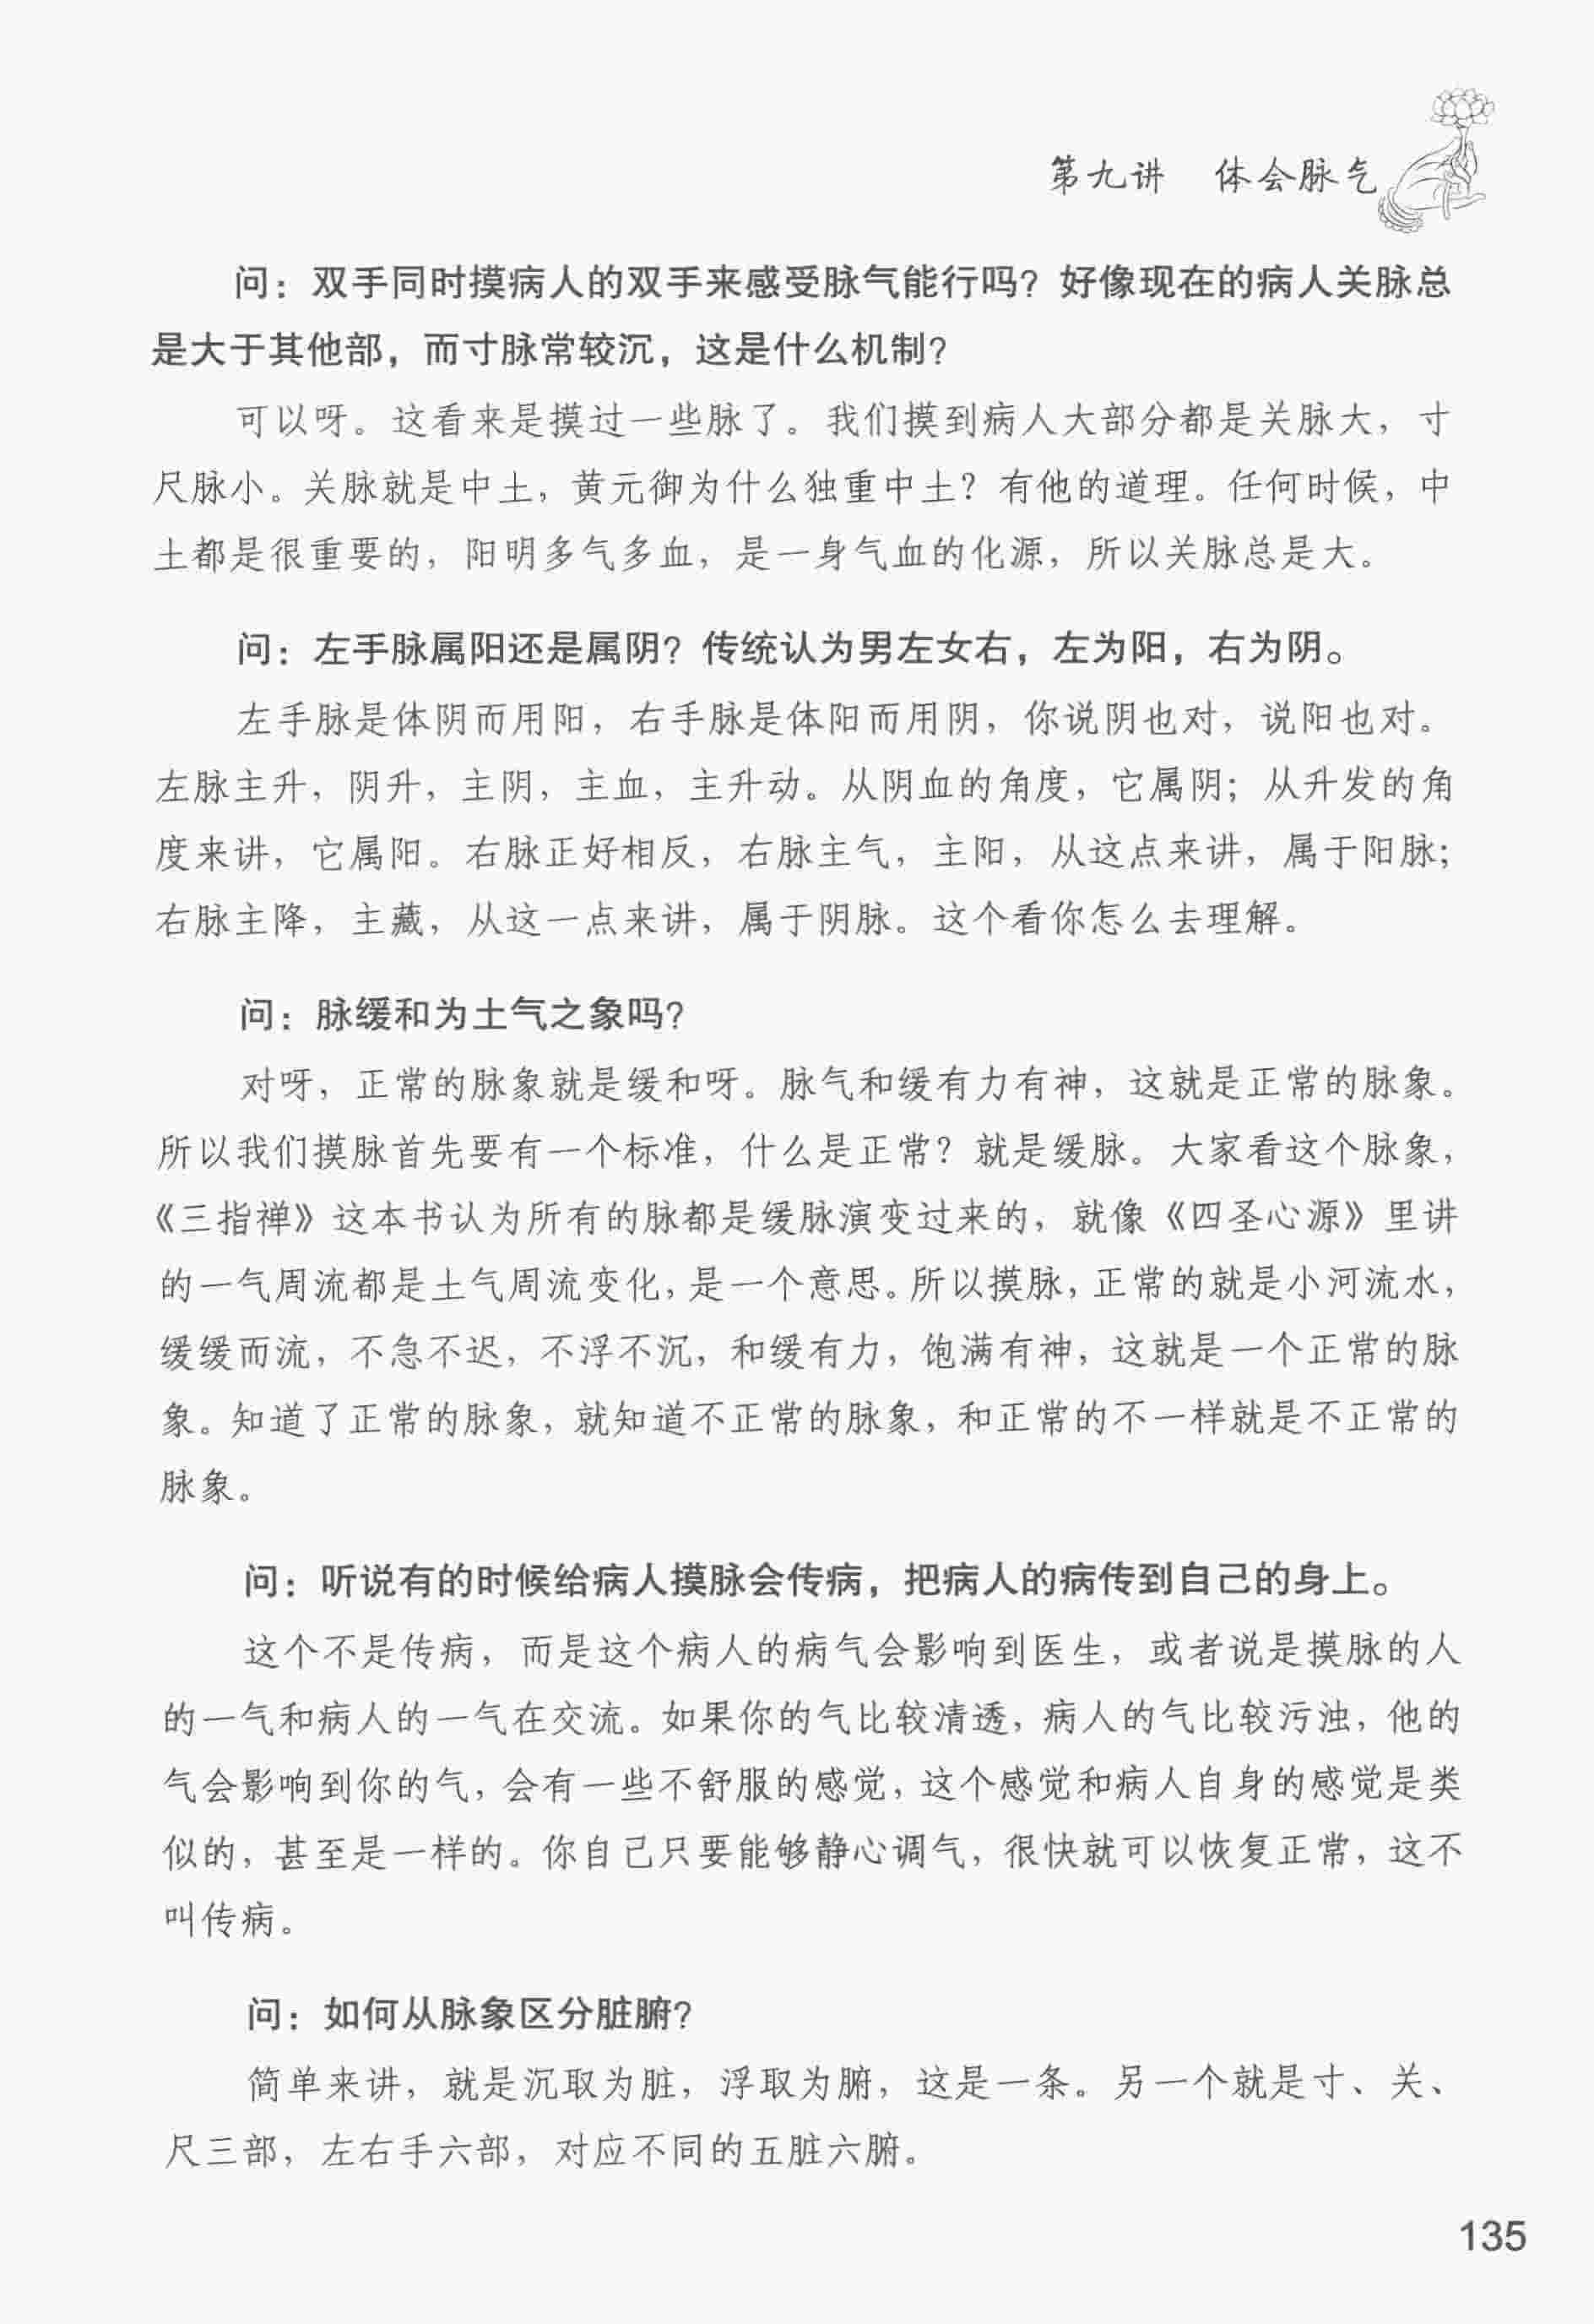 第九讲 体会脉气
问：双手同时摸病人的双手来感受脉气能行吗？好像现在的病人关脉总
是大于其他部，而寸脉常较沉，这是什么机制？
可以呀。这看来是摸过一些脉了。我们摸到病人大部分都是关脉大，寸
尺脉小。关脉就是中土，黄元御为什么独重中土？有他的道理。任何时候，中
土都是很重要的，阳明多气多血，是一身气血的化源，所以关脉总是大。
问：左手脉属阳还是属阴？传统认为男左女右，左为阳，右为阴。
左手脉是体阴而用阳，右手脉是体阳而用阴，你说阴也对，说阳也对。
左脉主升，阴升，主阴，主血，主升动。从阴血的角度，它属阴；从升发的角
度来讲，它属阳。右脉正好相反，右脉主气，主阳，从这点来讲，属于阳脉；
右脉主降，主藏，从这一点来讲，属于阴脉。这个看你怎么去理解。
问：脉缓和为土气之象吗？
对呀，正常的脉象就是缓和呀。脉气和缓有力有神，这就是正常的脉象。
所以我们摸脉首先要有一个标准，什么是正常？就是缓脉。大家看这个脉象，
《三指禅》这本书认为所有的脉都是缓脉演变过来的，就像《四圣心源》里讲
的一气周流都是土气周流变化，是一个意思。所以摸脉，正常的就是小河流水，
缓缓而流，不急不迟，不浮不沉，和缓有力，饱满有神，这就是一个正常的脉
象。知道了正常的脉象，就知道不正常的脉象，和正常的不一样就是不正常的
脉象。
问：听说有的时候给病人摸脉会传病，把病人的病传到自己的身上。
这个不是传病，而是这个病人的病气会影响到医生，或者说是摸脉的人
的一气和病人的一气在交流。如果你的气比较清透，病人的气比较污浊，他的
气会影响到你的气，会有一些不舒服的感觉，这个感觉和病人自身的感觉是类
似的，甚至是一样的。你自己只要能够静心调气，很快就可以恢复正常，这不
叫传病。
问：如何从脉象区分脏腑？
简单来讲，就是沉取为脏，浮取为腑，这是一条。另一个就是寸、关、
尺三部，左右手六部，对应不同的五脏六腑。
135